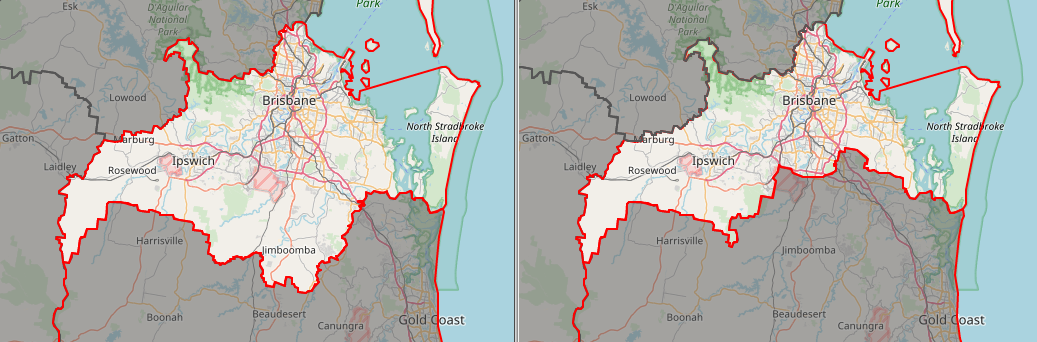 Esk
D'Aguilar
National
Park
Park
Lowood
Brisbane
Gatton
Marburg
North Stradbroke
Island
Laidley
Ipswich
Rosewood
Harrisville
Jimboomba
Boonah
Beaudesert
Canungra
Gold Coast
Esk
D'Aguilar
National
Park
Park
Lowood
Brisbane
Gatton
Marburg
North Stradbroke
Island
Laidley
Ipswich
Rosewood
Harrisville
Jimboomba
Boonah
Beaudesert
Canungra
Gold Coast